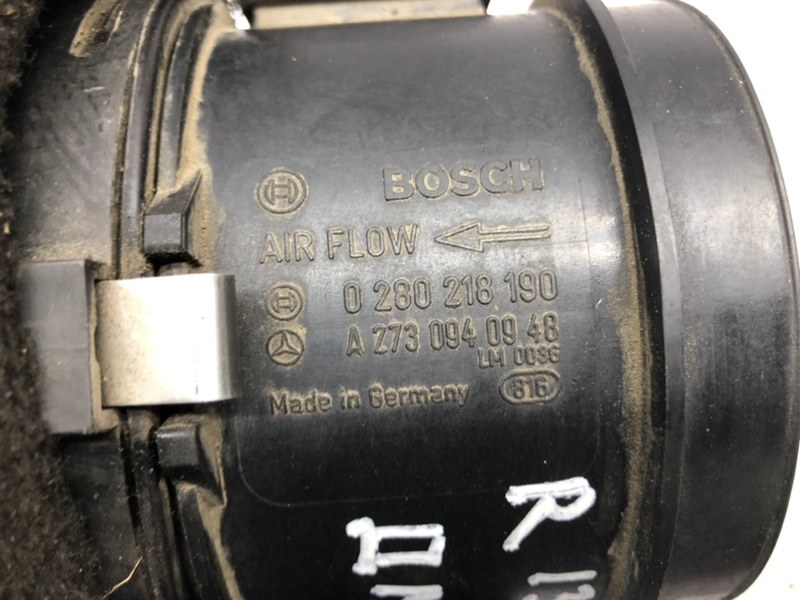 BOSCH
AIR FLOW
0 280 218 190
A 273 094 09 48
LM 0036
Made in Germany 816
R